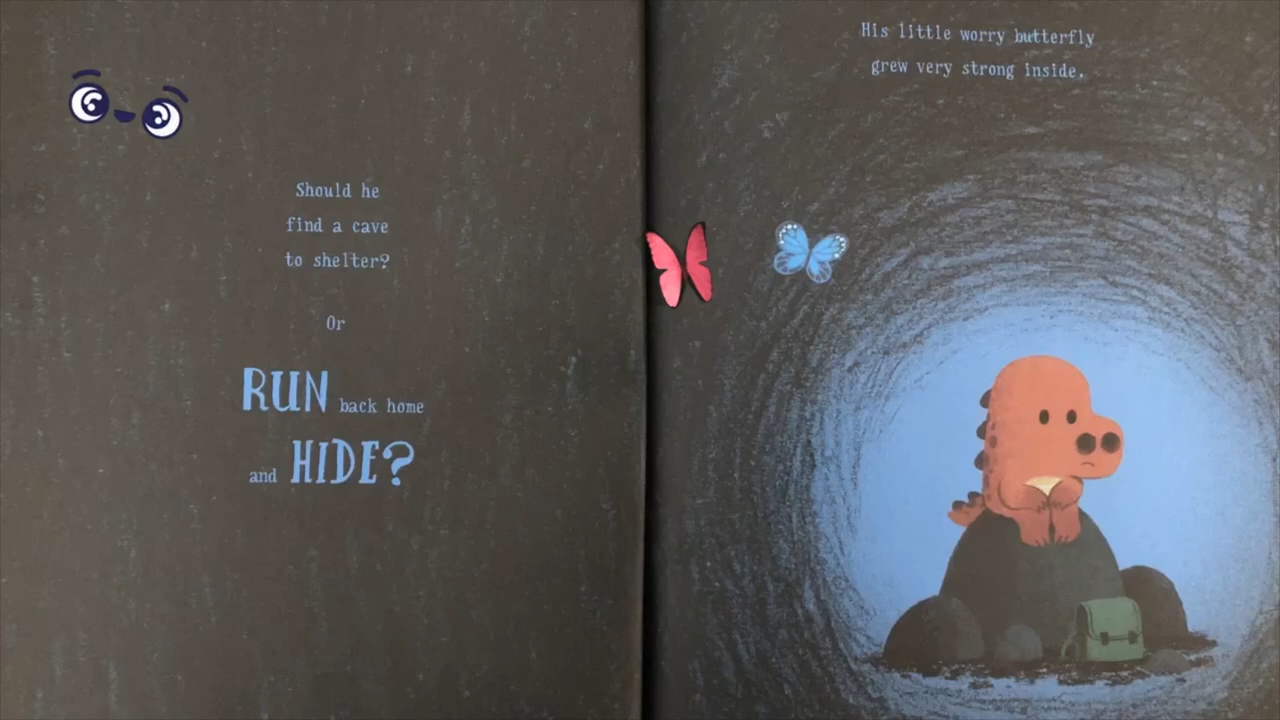 Should he
find a cave
to shelter?
Or
RUN back home
and HIDE?
His little worry butterfly
grew very strong inside.